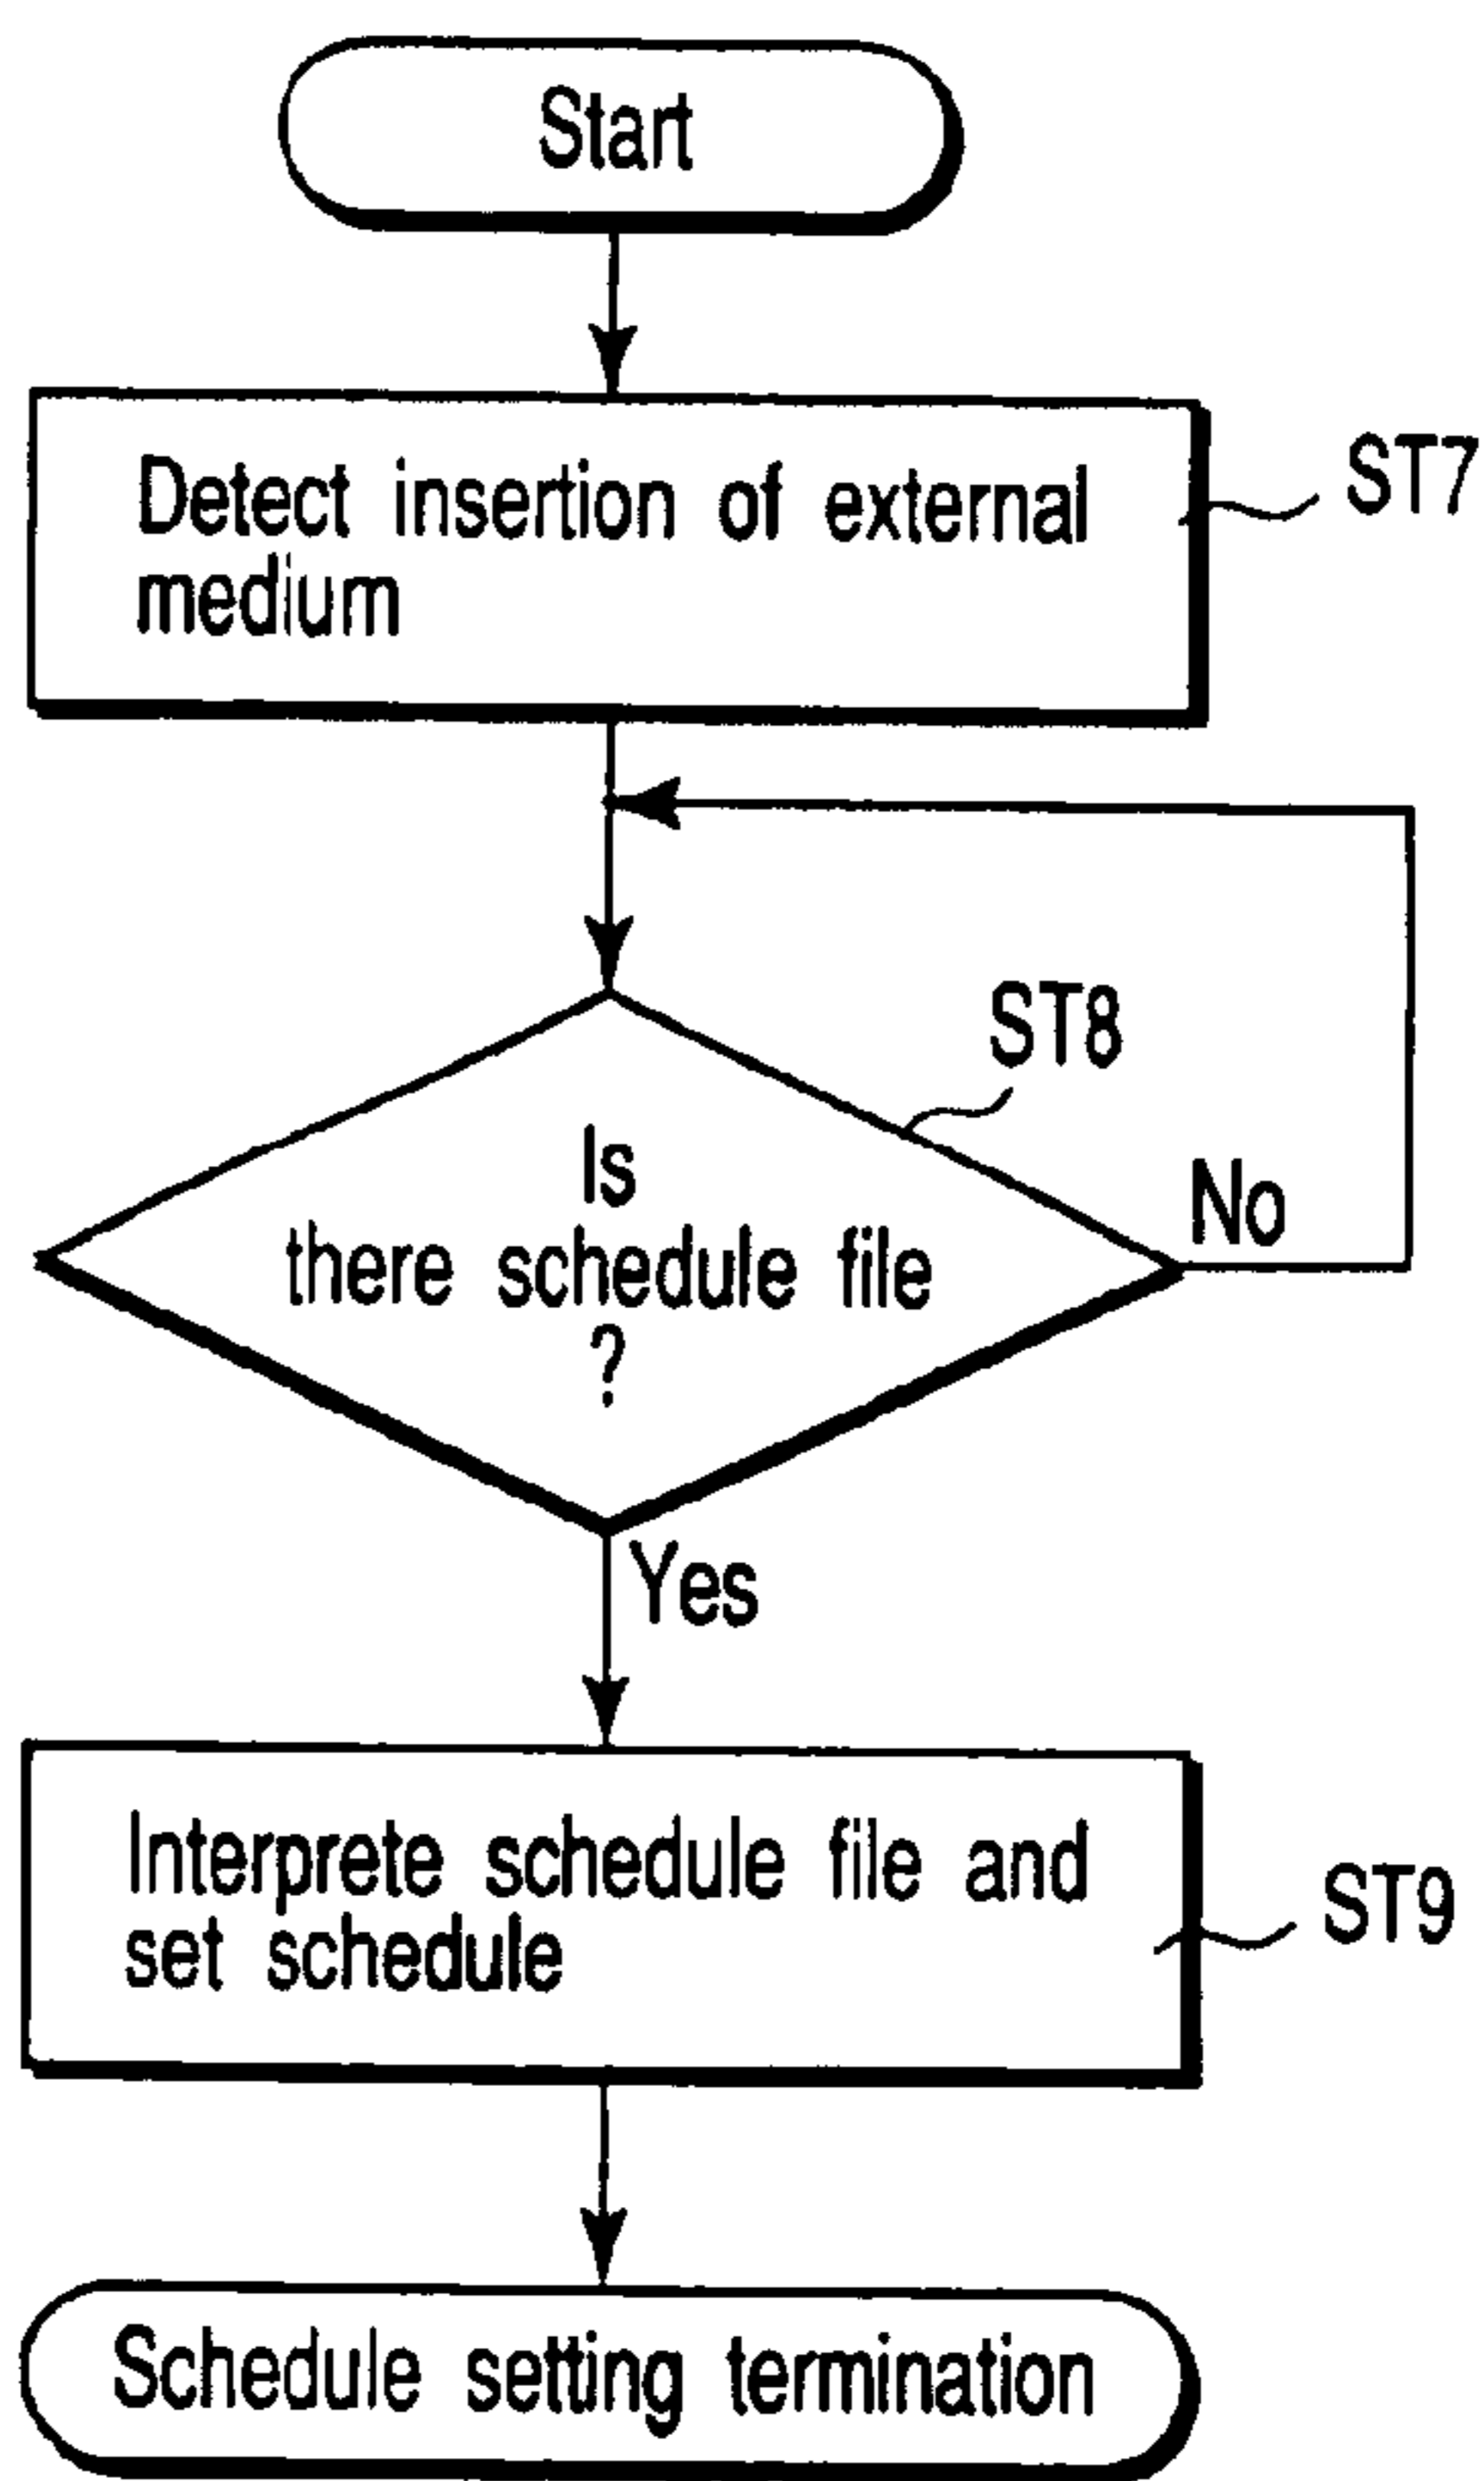 Start
Detect insertion of external
medium
ST7
ST8
Is
there schedule file
?
No
Yes
Interprete schedule file and
set schedule
ST9
Schedule setting termination